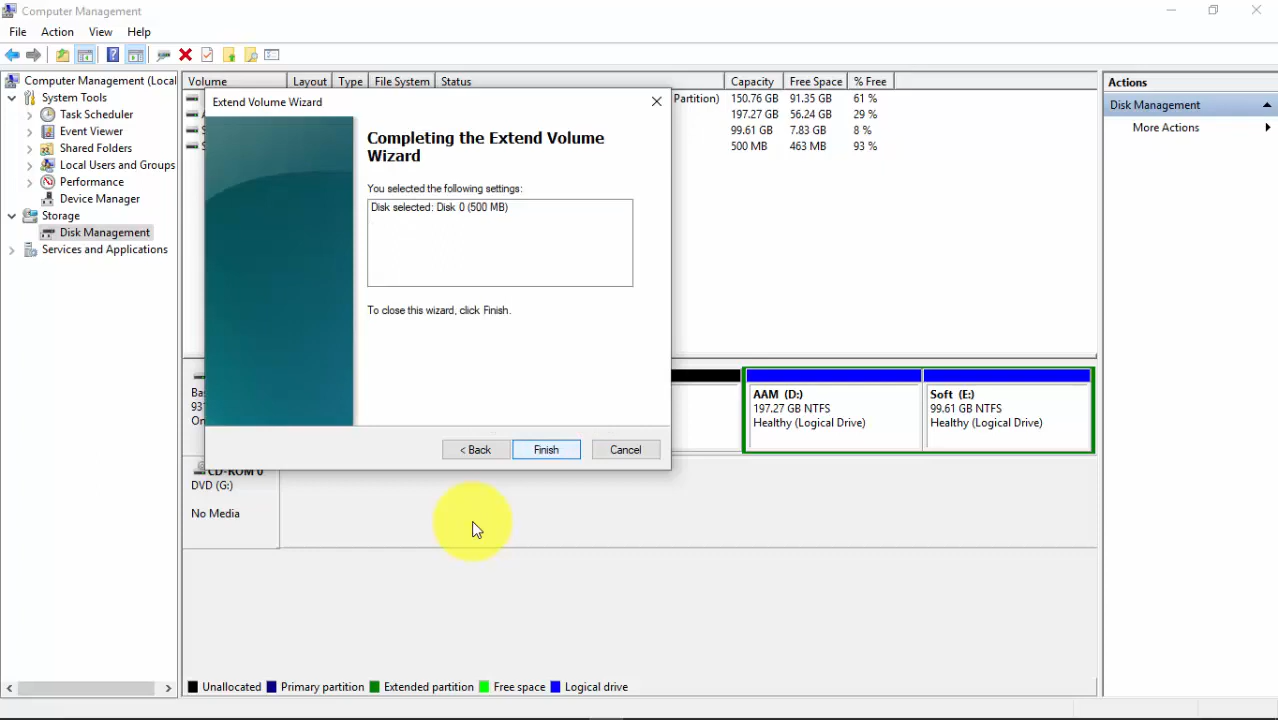 Computer Management
File Action View Help
Computer Management (Local
System Tools
Task Scheduler
Event Viewer
Shared Folders
Local Users and Groups
Performance
Device Manager
Storage
Disk Management
Services and Applications
Volume Layout Type File System Status Capacity Free Space % Free
Partition) 150.76 GB 91.35 GB 61 %
197.27 GB 56.24 GB 29 %
99.61 GB 7.83 GB 8 %
500 MB 463 MB 93 %
Extend Volume Wizard
Completing the Extend Volume
Wizard
You selected the following settings:
Disk selected: Disk 0 (500 MB)
To close this wizard, click Finish.
< Back Finish Cancel
Actions
Disk Management
More Actions
Bas
931
On
AAM (D:)
197.27 GB NTFS
Healthy (Logical Drive)
Soft (E:)
99.61 GB NTFS
Healthy (Logical Drive)
CD-ROM 0
DVD (G:)
No Media
Unallocated Primary partition Extended partition Free space Logical drive